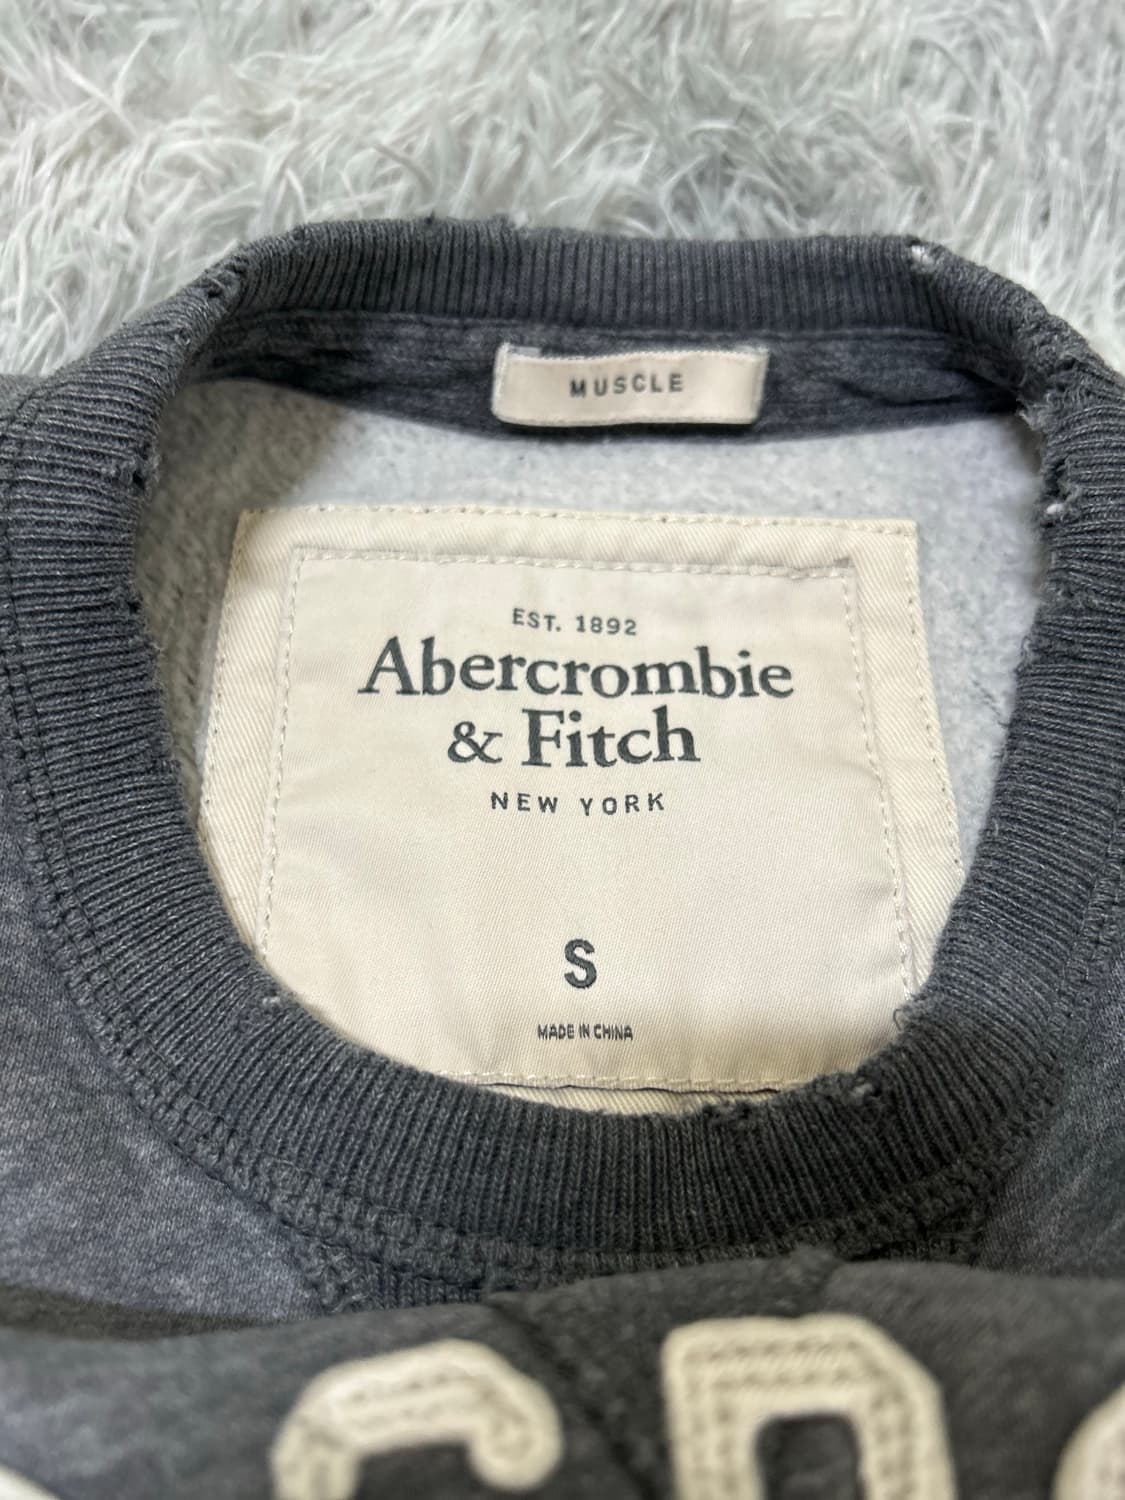 MUSCLE
EST. 1892
Abercrombie
& Fitch
NEW YORK
S
MADE IN CHINA